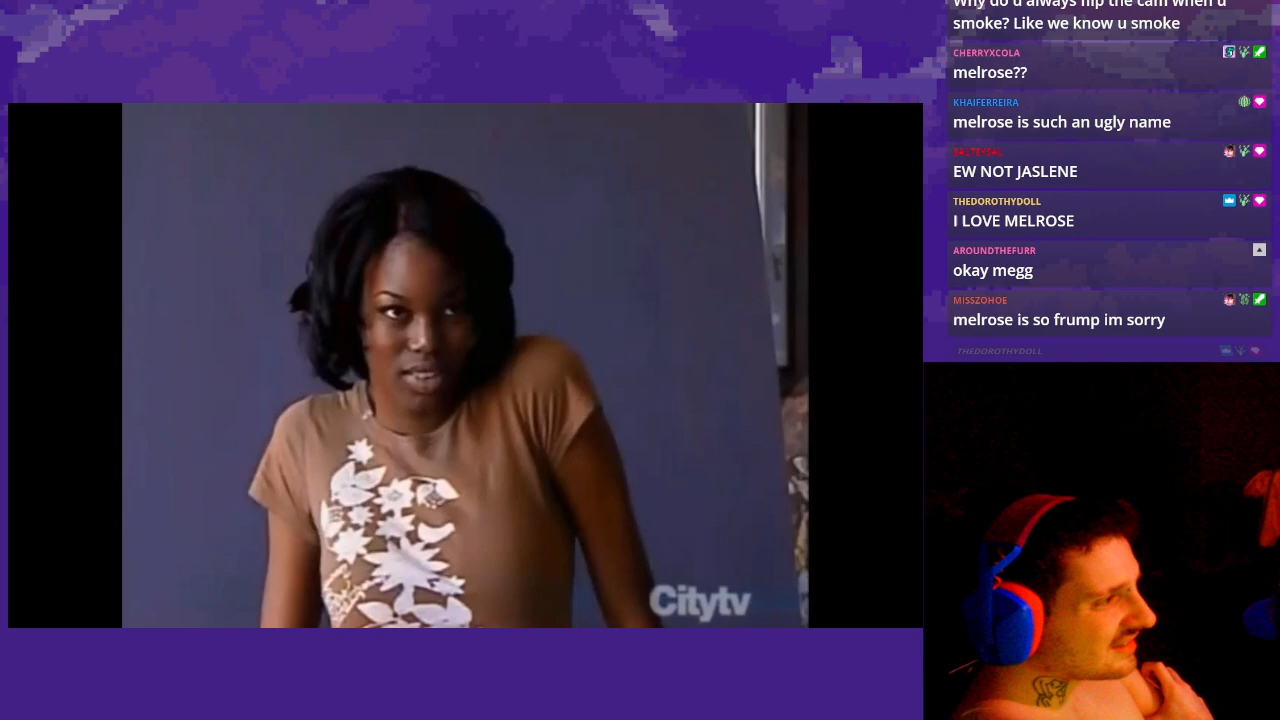 Why do u always flip the cam when u
smoke? Like we know u smoke
CHERRYXCOLA
melrose??
KHAIFERREIRA
melrose is such an ugly name
SALTEYSAL
EW NOT JASLENE
THEDOROTHYDOLL
I LOVE MELROSE
AROUNDTHEFURR
okay megg
MISSZOHOE
melrose is so frump im sorry
THEDOROTHYDOLL
Citytv